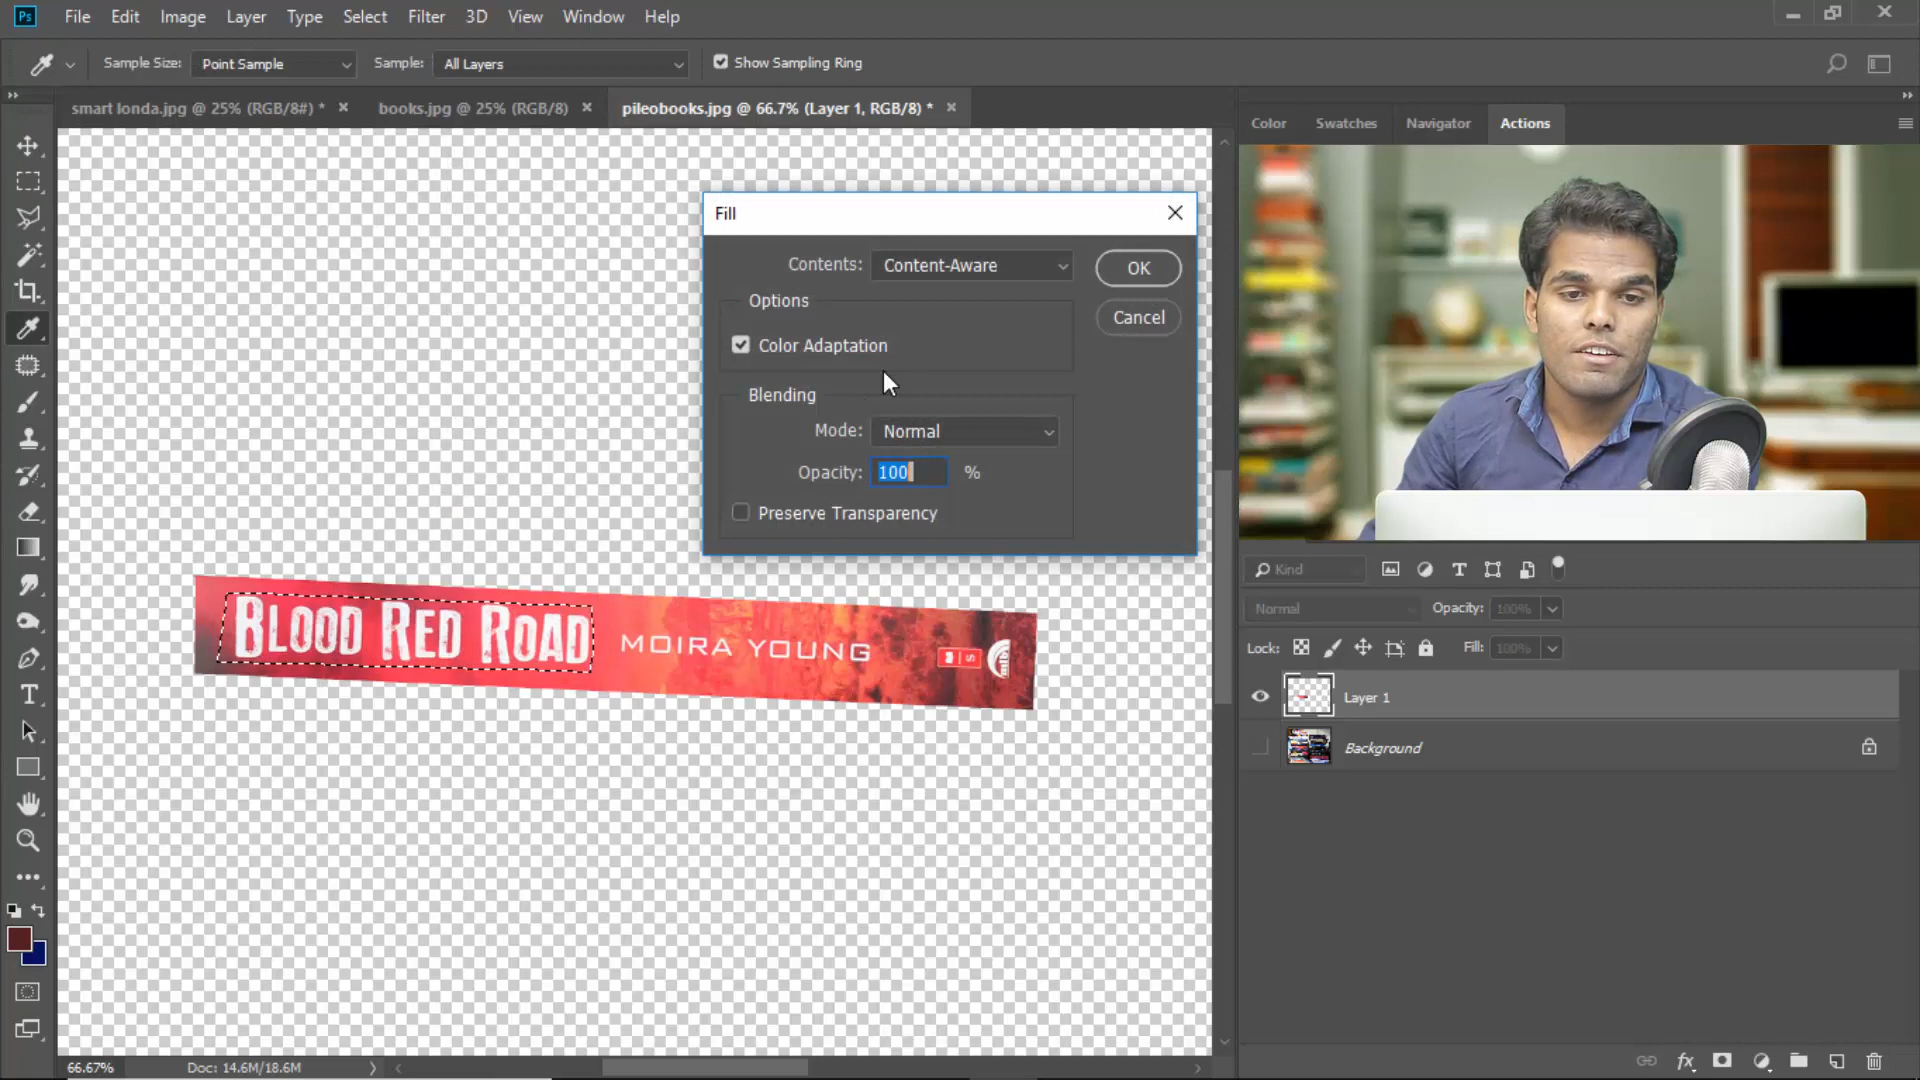 Ps File Edit Image Layer Type Select Filter 3D View Window Help
Sample Size: Point Sample Sample: All Layers Show Sampling Ring
smart londa.jpg @ 25% (RGB/8#) * books.jpg @ 25% (RGB/8) pileobooks.jpg @ 66.7% (Layer 1, RGB/8) *
Color Swatches Navigator Actions
Fill
Contents: Content-Aware
OK
Options
Cancel
Color Adaptation
Blending
Mode: Normal
Opacity: 100 %
Preserve Transparency
BLOOD RED ROAD MOIRA YOUNG
Kind
Normal Opacity: 100%
Lock: Fill: 100%
Layer 1
Background
66.67% Doc: 14.6M/18.6M